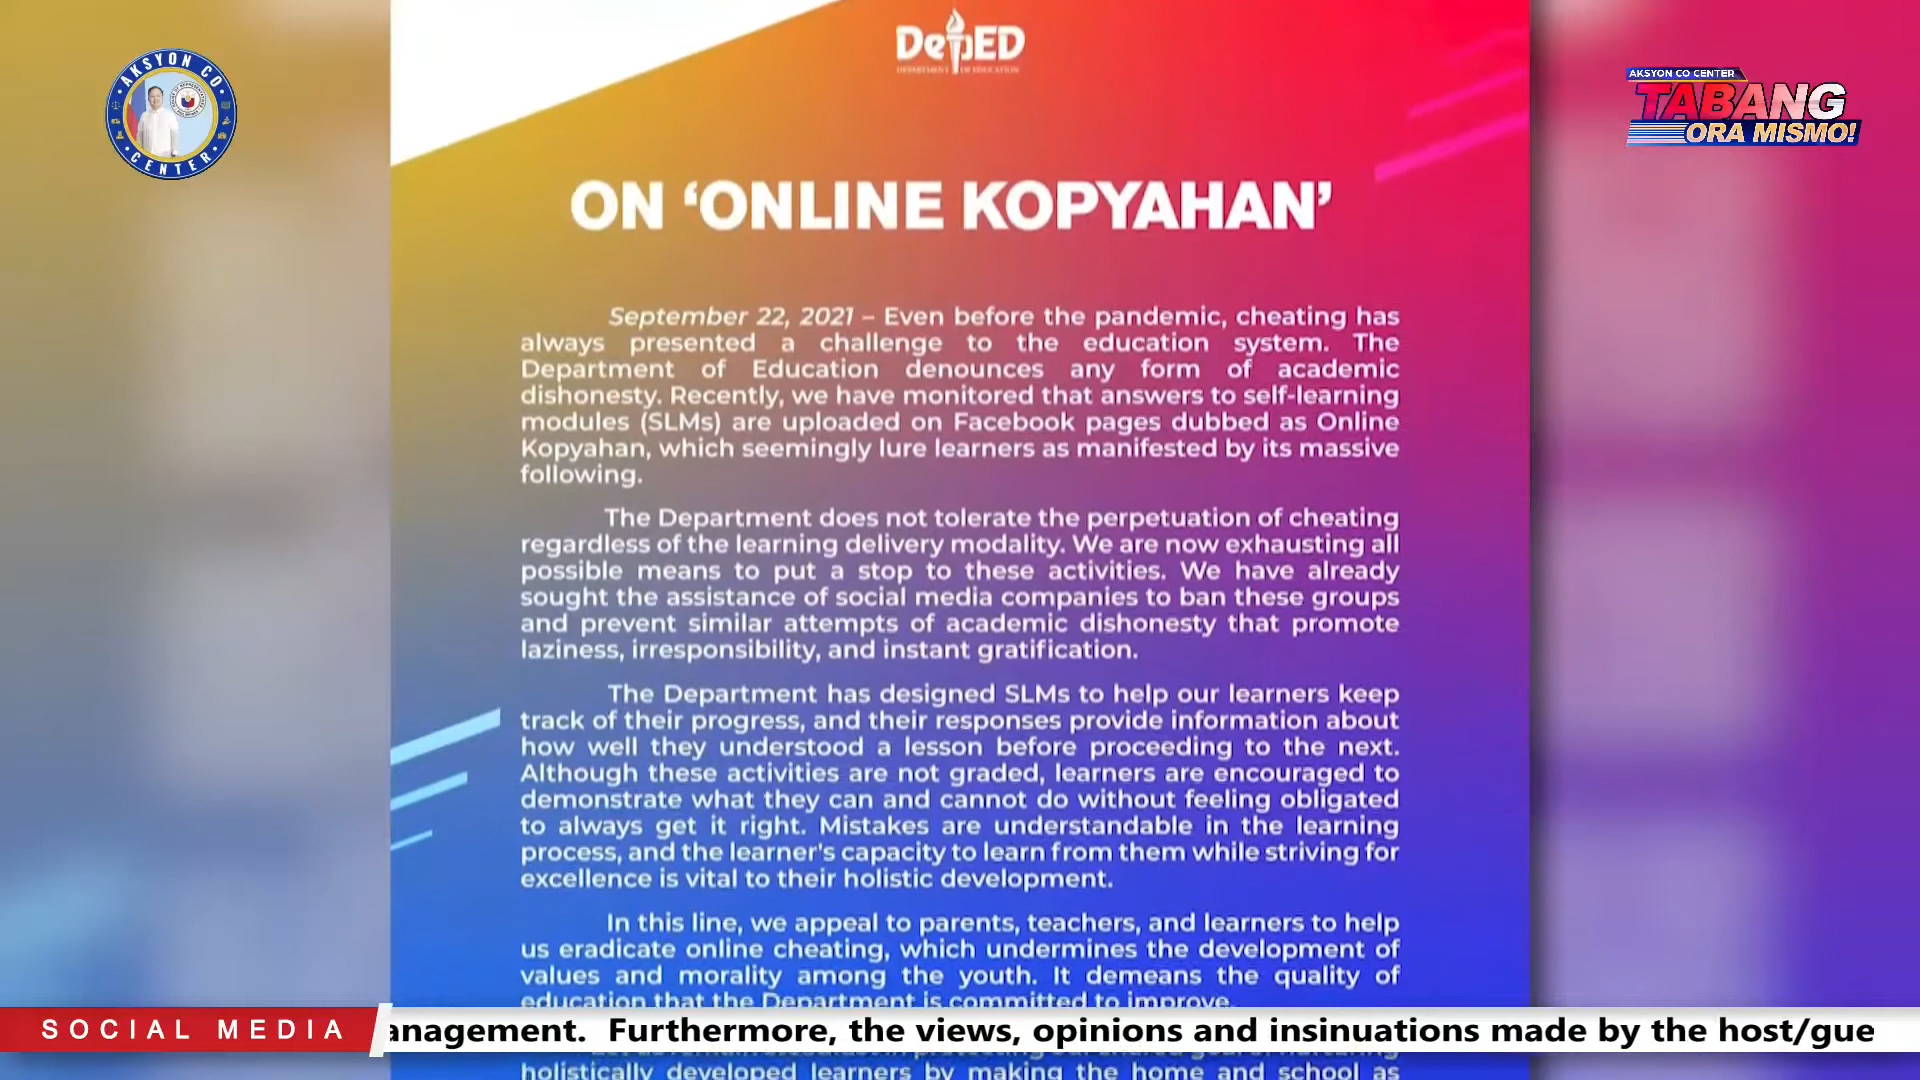 AKSYON CO
CENTER
DepED
DEPARTMENT OF EDUCATION
AKSYON CO CENTER
TABANG
ORA MISMO!
ON ‘ONLINE KOPYAHAN’
September 22, 2021 – Even before the pandemic, cheating has
always presented a challenge to the education system. The
Department of Education denounces any form of academic
dishonesty. Recently, we have monitored that answers to self-learning
modules (SLMs) are uploaded on Facebook pages dubbed as Online
Kopyahan, which seemingly lure learners as manifested by its massive
following.
The Department does not tolerate the perpetuation of cheating
regardless of the learning delivery modality. We are now exhausting all
possible means to put a stop to these activities. We have already
sought the assistance of social media companies to ban these groups
and prevent similar attempts of academic dishonesty that promote
laziness, irresponsibility, and instant gratification.
The Department has designed SLMs to help our learners keep
track of their progress, and their responses provide information about
how well they understood a lesson before proceeding to the next.
Although these activities are not graded, learners are encouraged to
demonstrate what they can and cannot do without feeling obligated
to always get it right. Mistakes are understandable in the learning
process, and the learner's capacity to learn from them while striving for
excellence is vital to their holistic development.
In this line, we appeal to parents, teachers, and learners to help
us eradicate online cheating, which undermines the development of
values and morality among the youth. It demeans the quality of
education that the Department is committed to improve.
SOCIAL MEDIA
anagement. Furthermore, the views, opinions and insinuations made by the host/gue
holistically developed learners by making the home and school as